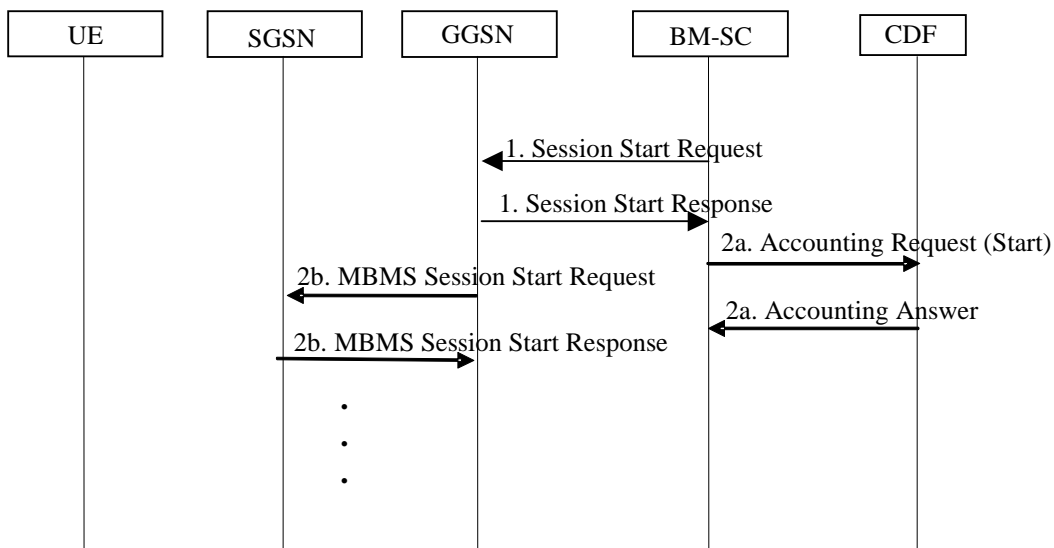 UE
SGSN
GGSN
BM-SC
CDF
1. Session Start Request
1. Session Start Response
2a. Accounting Request (Start)
2b. MBMS Session Start Request
2a. Accounting Answer
2b. MBMS Session Start Response